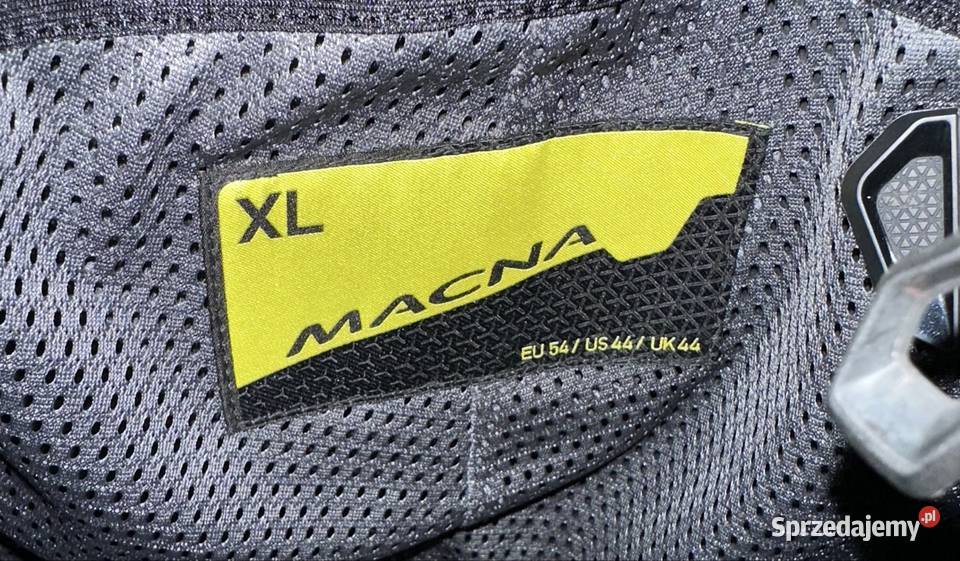 XL
MACNA
EU 54 / US 44 / UK 44
Sprzedajemy.pl